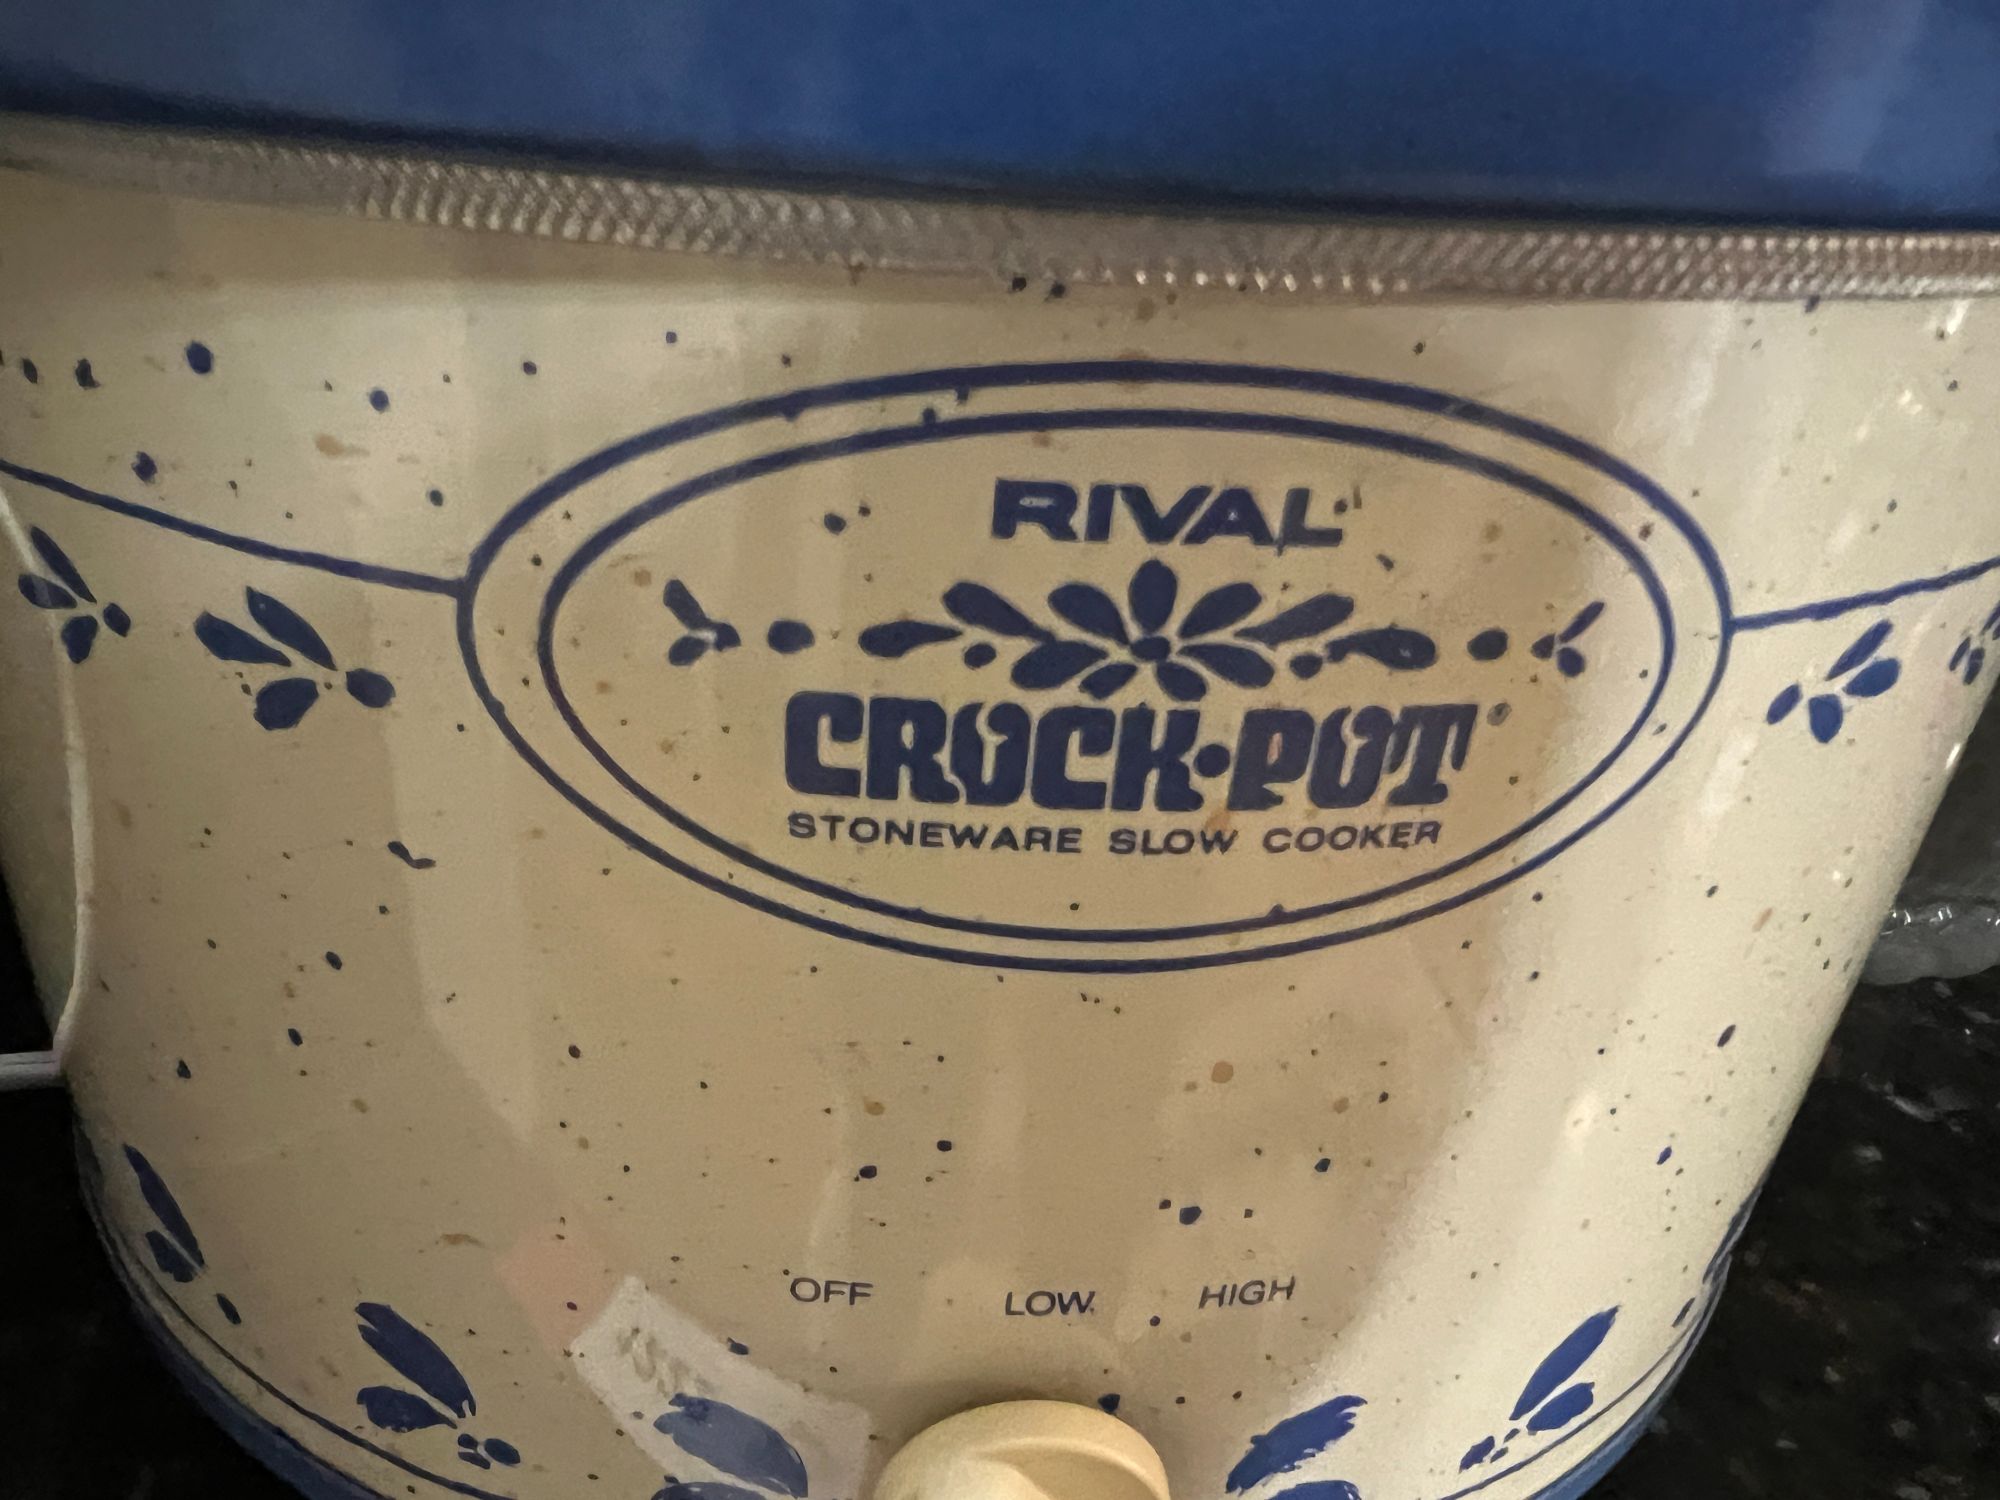 RIVAL
CROCK•POT
STONEWARE SLOW COOKER
OFF LOW HIGH